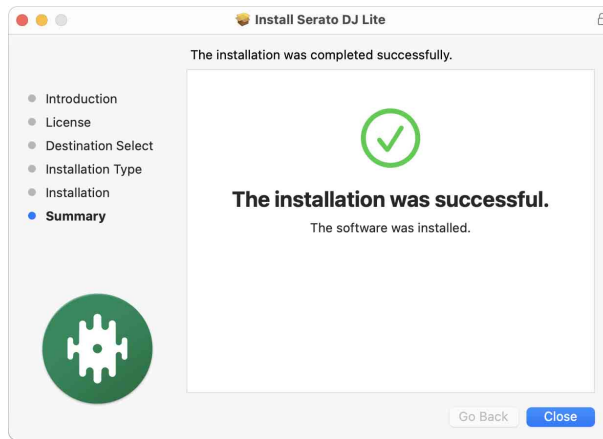 Install Serato DJ Lite
The installation was completed successfully.
Introduction
License
Destination Select
Installation Type
Installation
Summary
The installation was successful.
The software was installed.
Go Back
Close